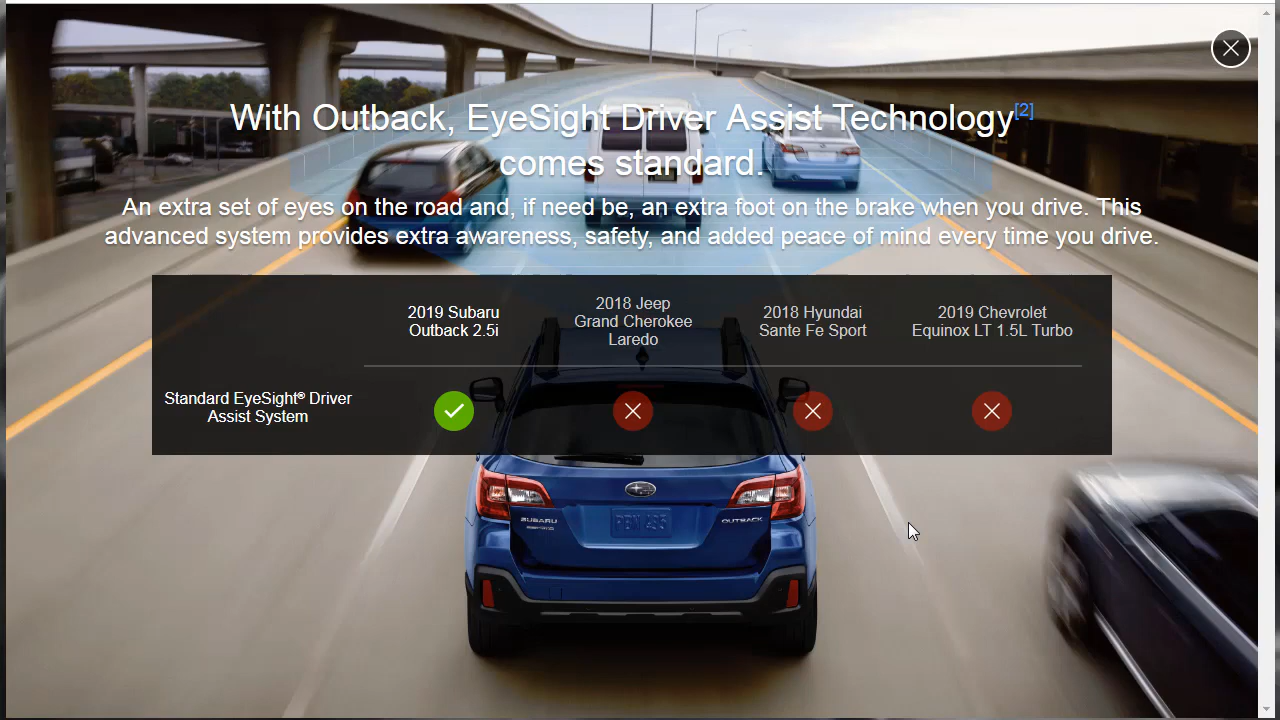 With Outback, EyeSight Driver Assist Technology[2]
comes standard.
An extra set of eyes on the road and, if need be, an extra foot on the brake when you drive. This
advanced system provides extra awareness, safety, and added peace of mind every time you drive.
2019 Subaru
Outback 2.5i
2018 Jeep
Grand Cherokee
Laredo
2018 Hyundai
Sante Fe Sport
2019 Chevrolet
Equinox LT 1.5L Turbo
Standard EyeSight® Driver
Assist System
SUBARU
OUTBACK